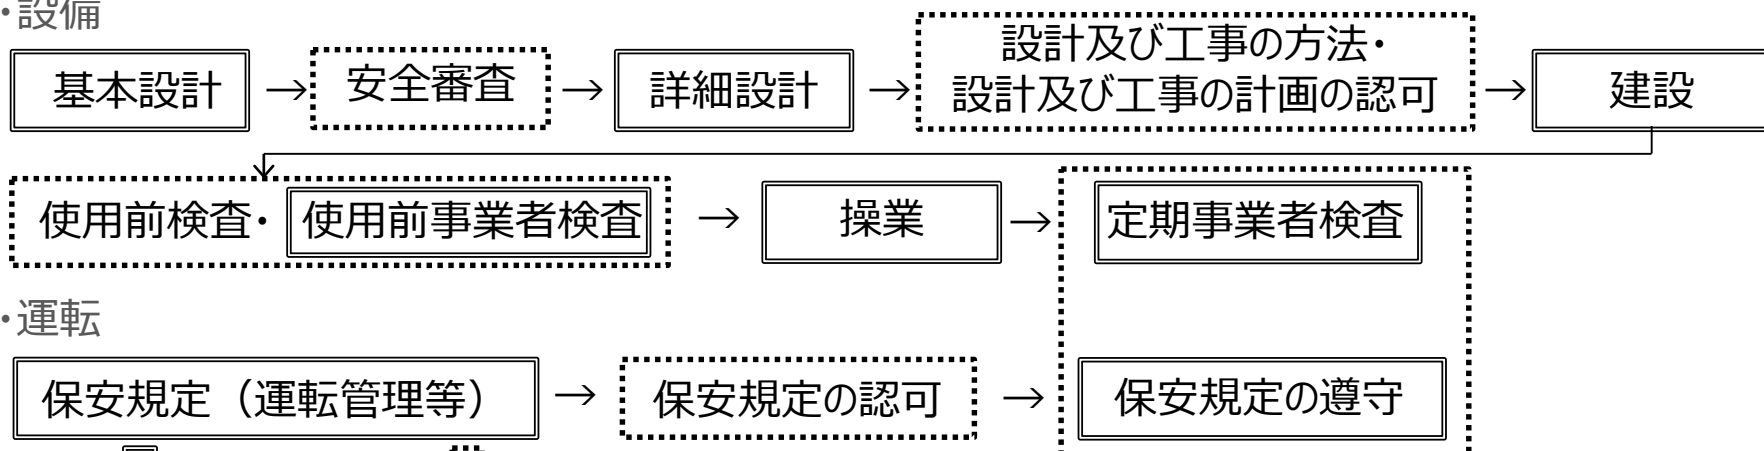 ・設備
基本設計 → 安全審査 → 詳細設計 → 設計及び工事の方法・
設計及び工事の計画の認可 → 建設
使用前検査・ 使用前事業者検査 → 操業 → 定期事業者検査
・運転
保安規定（運転管理等） → 保安規定の認可 → 保安規定の遵守